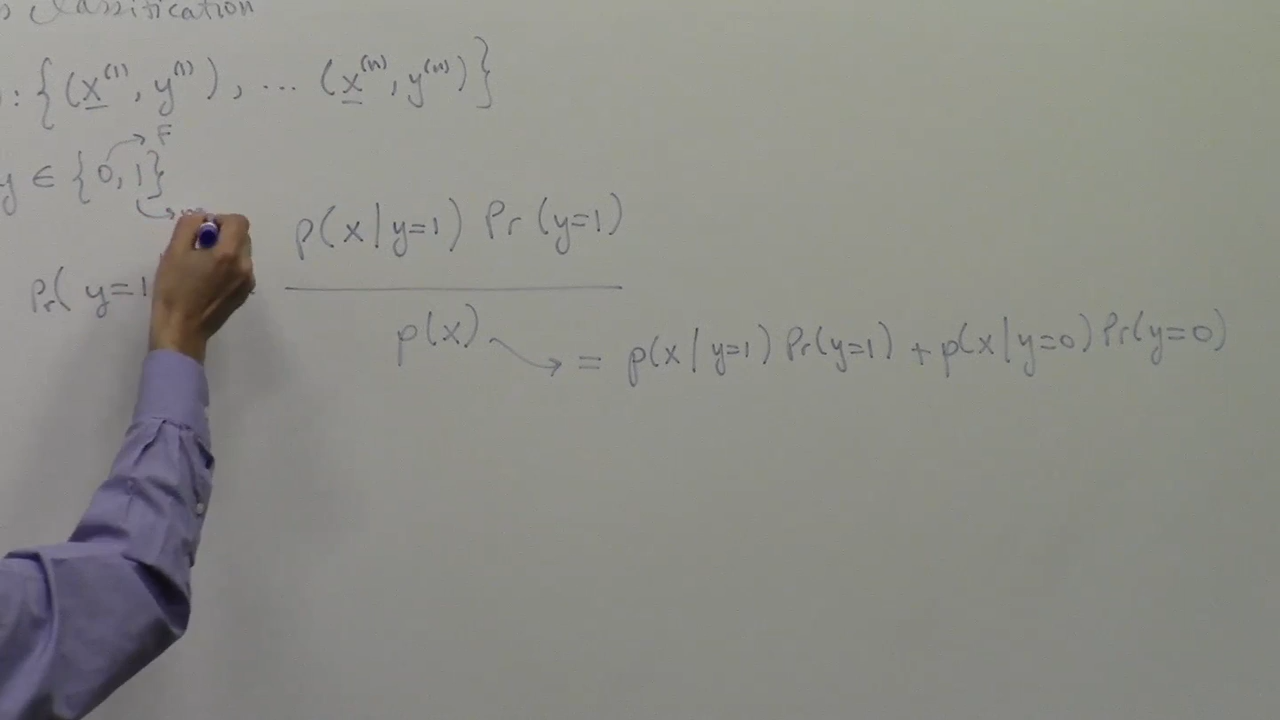 Classification
: {(x^(1), y^(1)), ... (x^(n), y^(n))}
F
y ∈ {0,1}
p(x|y=1) Pr(y=1)
Pr( y=1
p(x)
= p(x|y=1) Pr(y=1) + p(x|y=0) Pr(y=0)